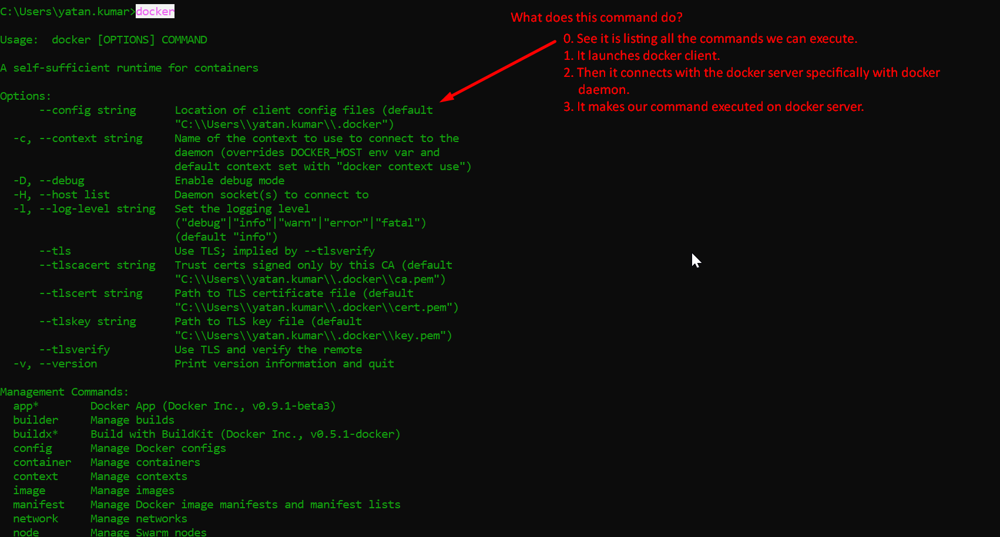 C:\Users\yatan.kumar>docker
What does this command do?
0. See it is listing all the commands we can execute.
1. It launches docker client.
2. Then it connects with the docker server specifically with docker
daemon.
3. It makes our command executed on docker server.
Usage:  docker [OPTIONS] COMMAND
A self-sufficient runtime for containers
Options:
      --config string      Location of client config files (default
                           "C:\\Users\\yatan.kumar\\.docker")
  -c, --context string     Name of the context to use to connect to the
                           daemon (overrides DOCKER_HOST env var and
                           default context set with "docker context use")
  -D, --debug              Enable debug mode
  -H, --host list          Daemon socket(s) to connect to
  -l, --log-level string   Set the logging level
                           ("debug"|"info"|"warn"|"error"|"fatal")
                           (default "info")
      --tls                Use TLS; implied by --tlsverify
      --tlscacert string   Trust certs signed only by this CA (default
                           "C:\\Users\\yatan.kumar\\.docker\\ca.pem")
      --tlscert string     Path to TLS certificate file (default
                           "C:\\Users\\yatan.kumar\\.docker\\cert.pem")
      --tlskey string      Path to TLS key file (default
                           "C:\\Users\\yatan.kumar\\.docker\\key.pem")
      --tlsverify          Use TLS and verify the remote
  -v, --version            Print version information and quit
Management Commands:
  app*        Docker App (Docker Inc., v0.9.1-beta3)
  builder     Manage builds
  buildx*     Build with BuildKit (Docker Inc., v0.5.1-docker)
  config      Manage Docker configs
  container   Manage containers
  context     Manage contexts
  image       Manage images
  manifest    Manage Docker image manifests and manifest lists
  network     Manage networks
  node        Manage Swarm nodes